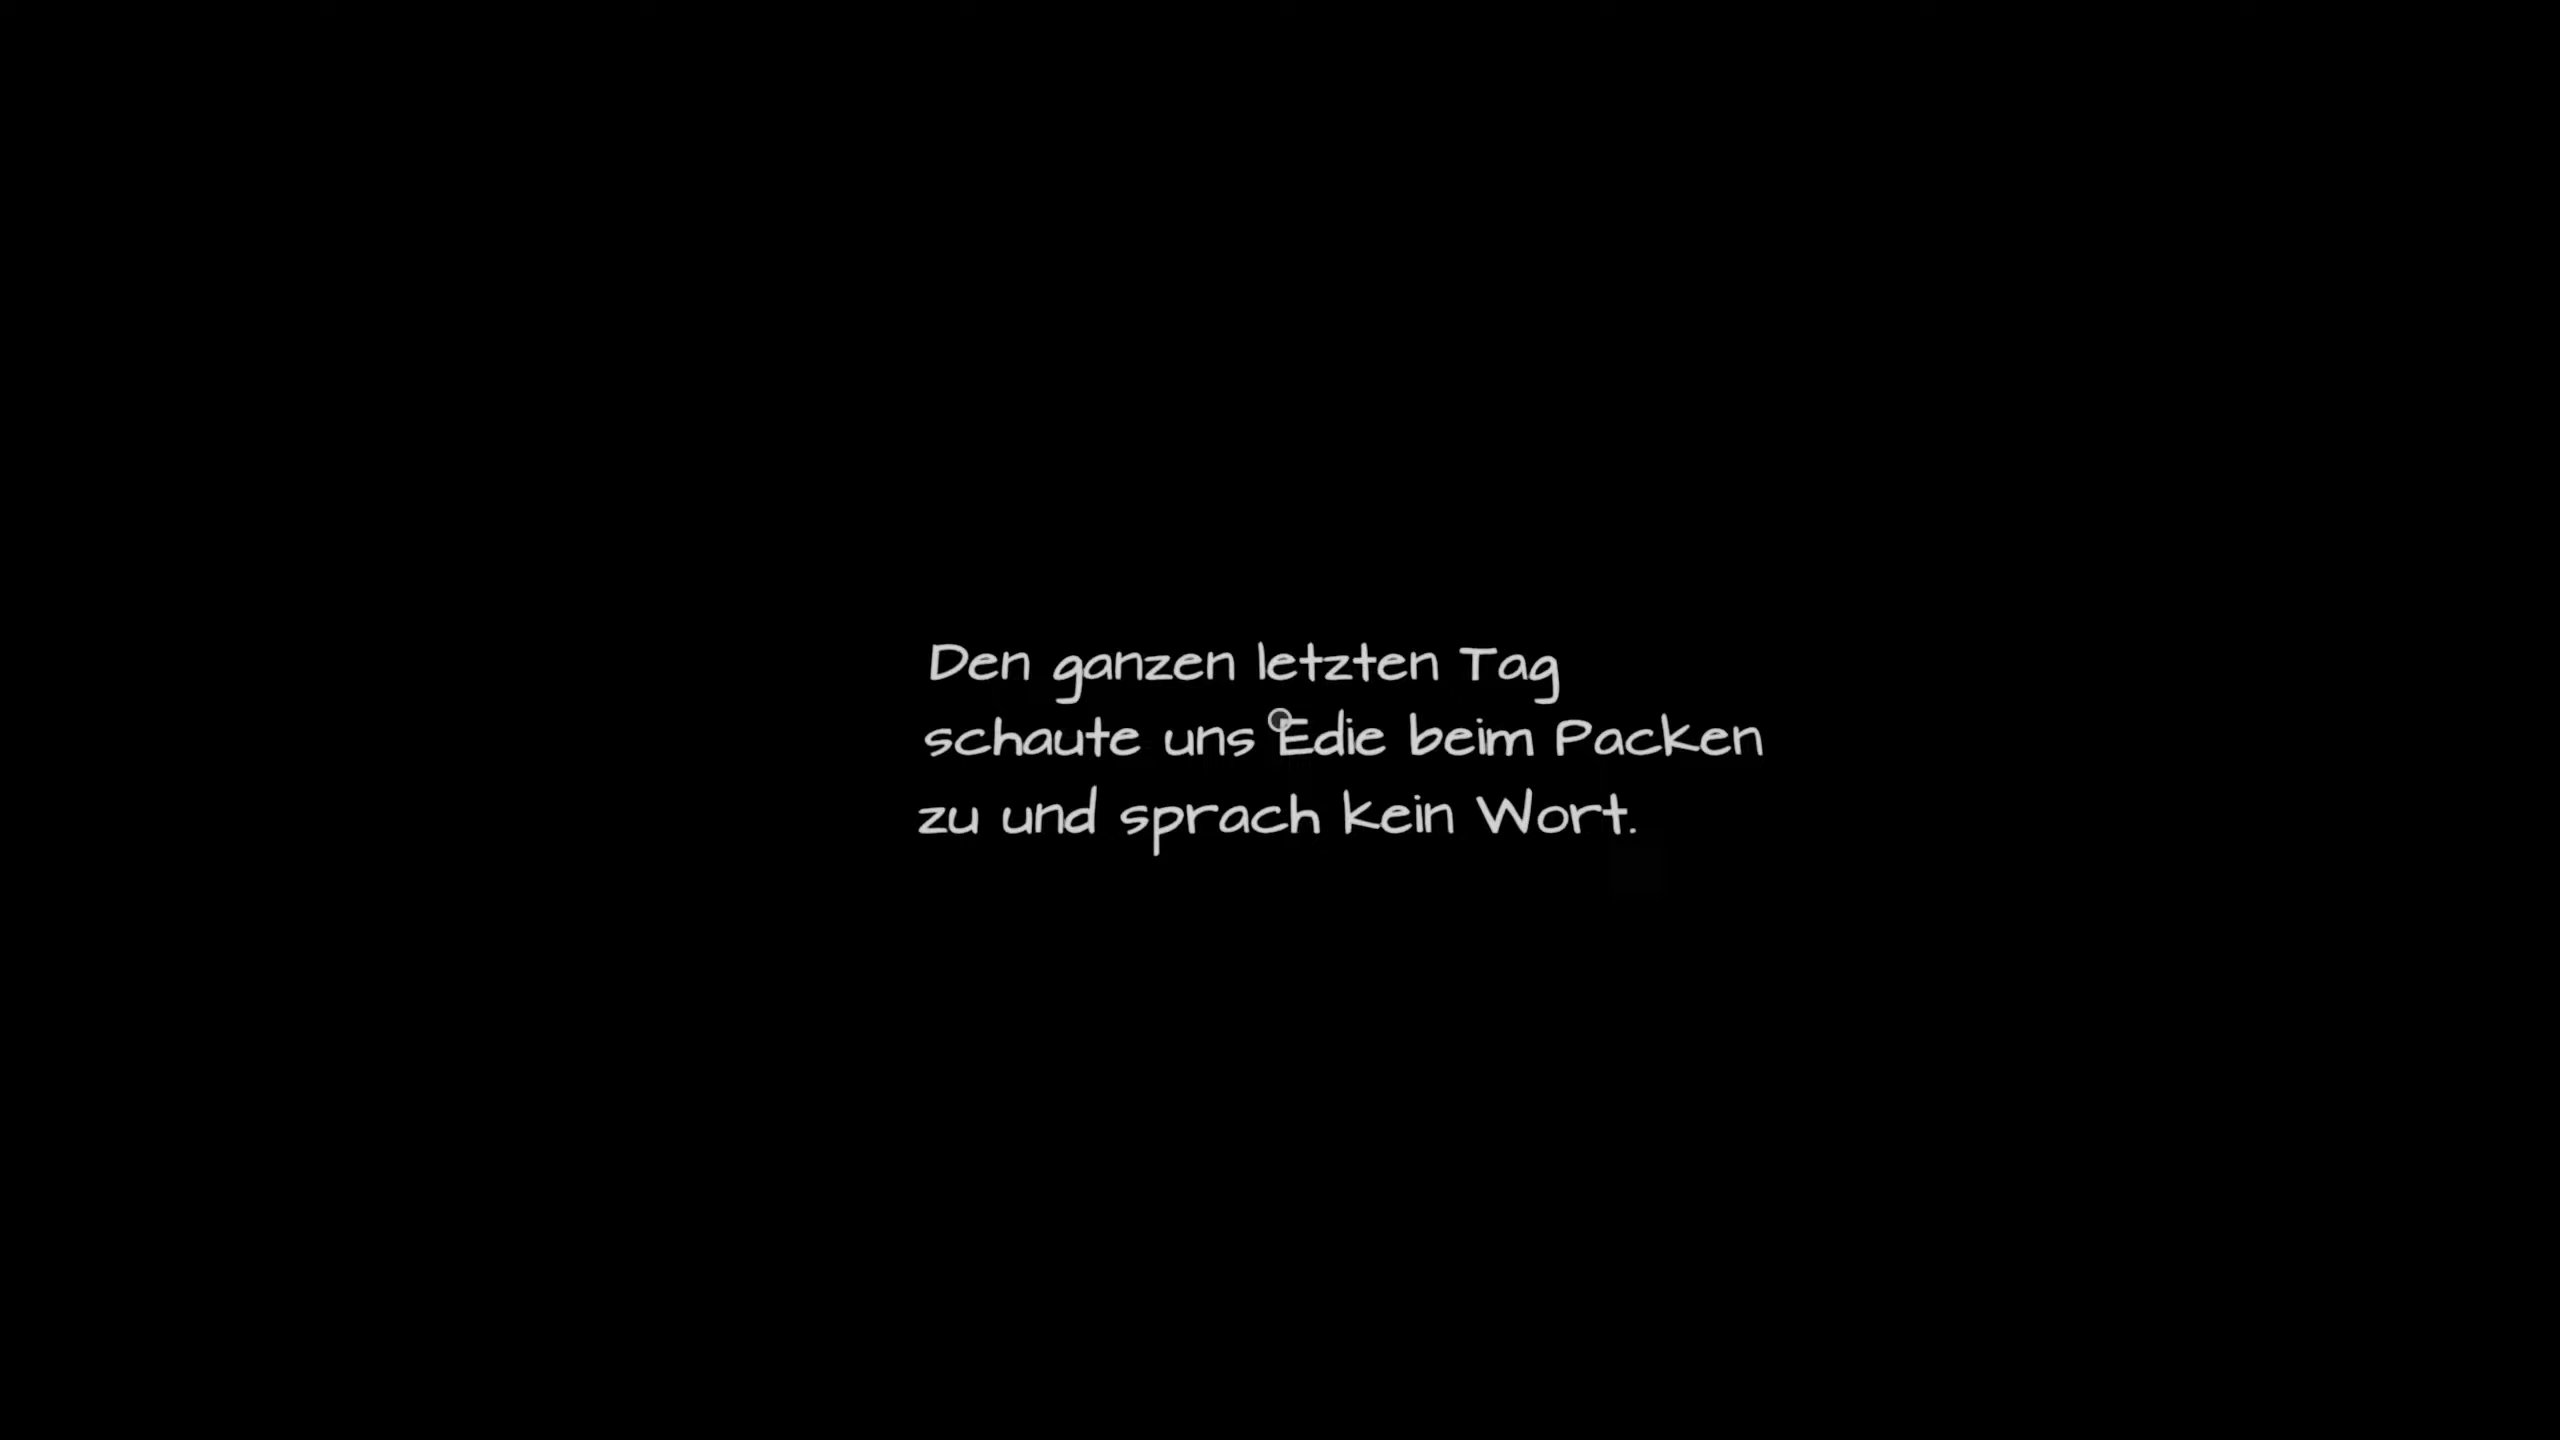 Den ganzen letzten Tag
schaute uns Edie beim Packen
zu und sprach kein Wort.